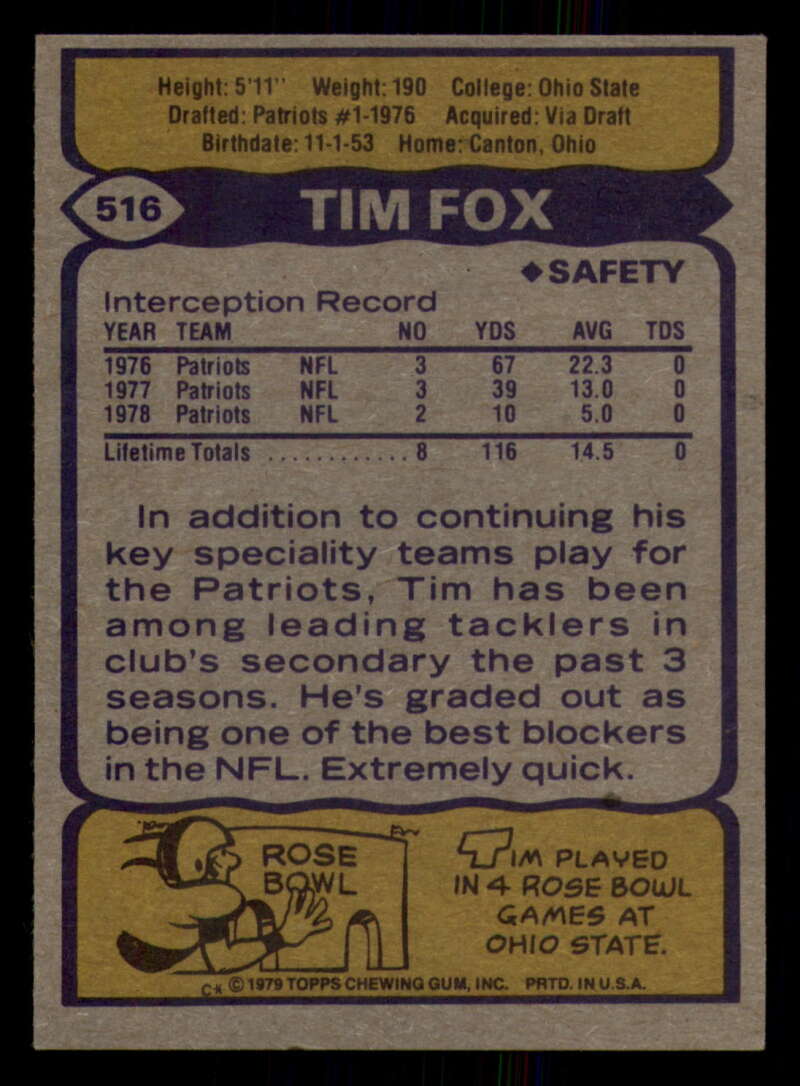 Height: 5'11" Weight: 190 College: Ohio State
Drafted: Patriots #1-1976 Acquired: Via Draft
Birthdate: 11-1-53 Home: Canton, Ohio
516 TIM FOX
◆SAFETY
Interception Record
YEAR TEAM NO YDS AVG TDS
1976 Patriots NFL 3 67 22.3 0
1977 Patriots NFL 3 39 13.0 0
1978 Patriots NFL 2 10 5.0 0
Lifetime Totals ............ 8 116 14.5 0
In addition to continuing his
key speciality teams play for
the Patriots, Tim has been
among leading tacklers in
club's secondary the past 3
seasons. He's graded out as
being one of the best blockers
in the NFL. Extremely quick.
ROSE
BOWL
TIM PLAYED
IN 4 ROSE BOWL
GAMES AT
OHIO STATE.
C* © 1979 TOPPS CHEWING GUM, INC. PRTD. IN U.S.A.